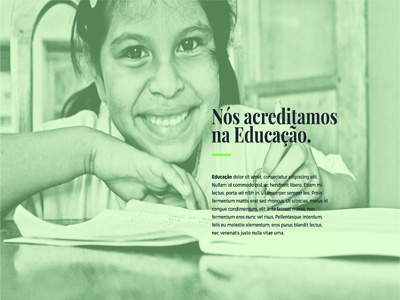 Nós acreditamos
na Educação.
Educação dolor sit amet, consectetur adipiscing elit.
Nullam id commodo nisl, ac hendrerit libero. Etiam mi
lectus, porta vel nibh in, ullamcorper semper leo. Proin
fermentum mattis erat sed rhoncus. Ut ultricies, metus id
congue condimentum, elit ante laoreet massa, non
fermentum eros nunc vel risus. Pellentesque interdum,
felis eu molestie elementum, eros purus blandit lectus,
nec venenatis justo nulla vitae urna.